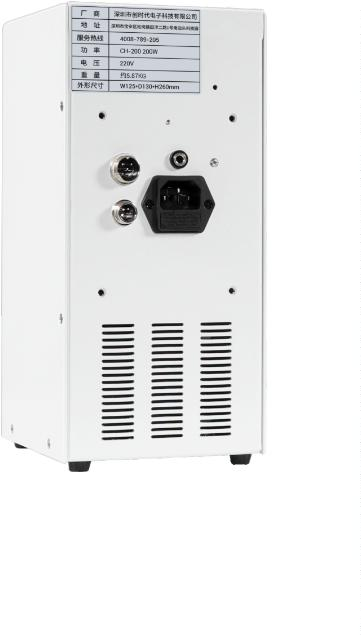 厂 商 深圳市创时代电子科技有限公司
地 址
服务热线 4008-789-205
功 率 CH-200 200W
电 压 220V
重 量 约5.87KG
外形尺寸 W125*D130*H260mm